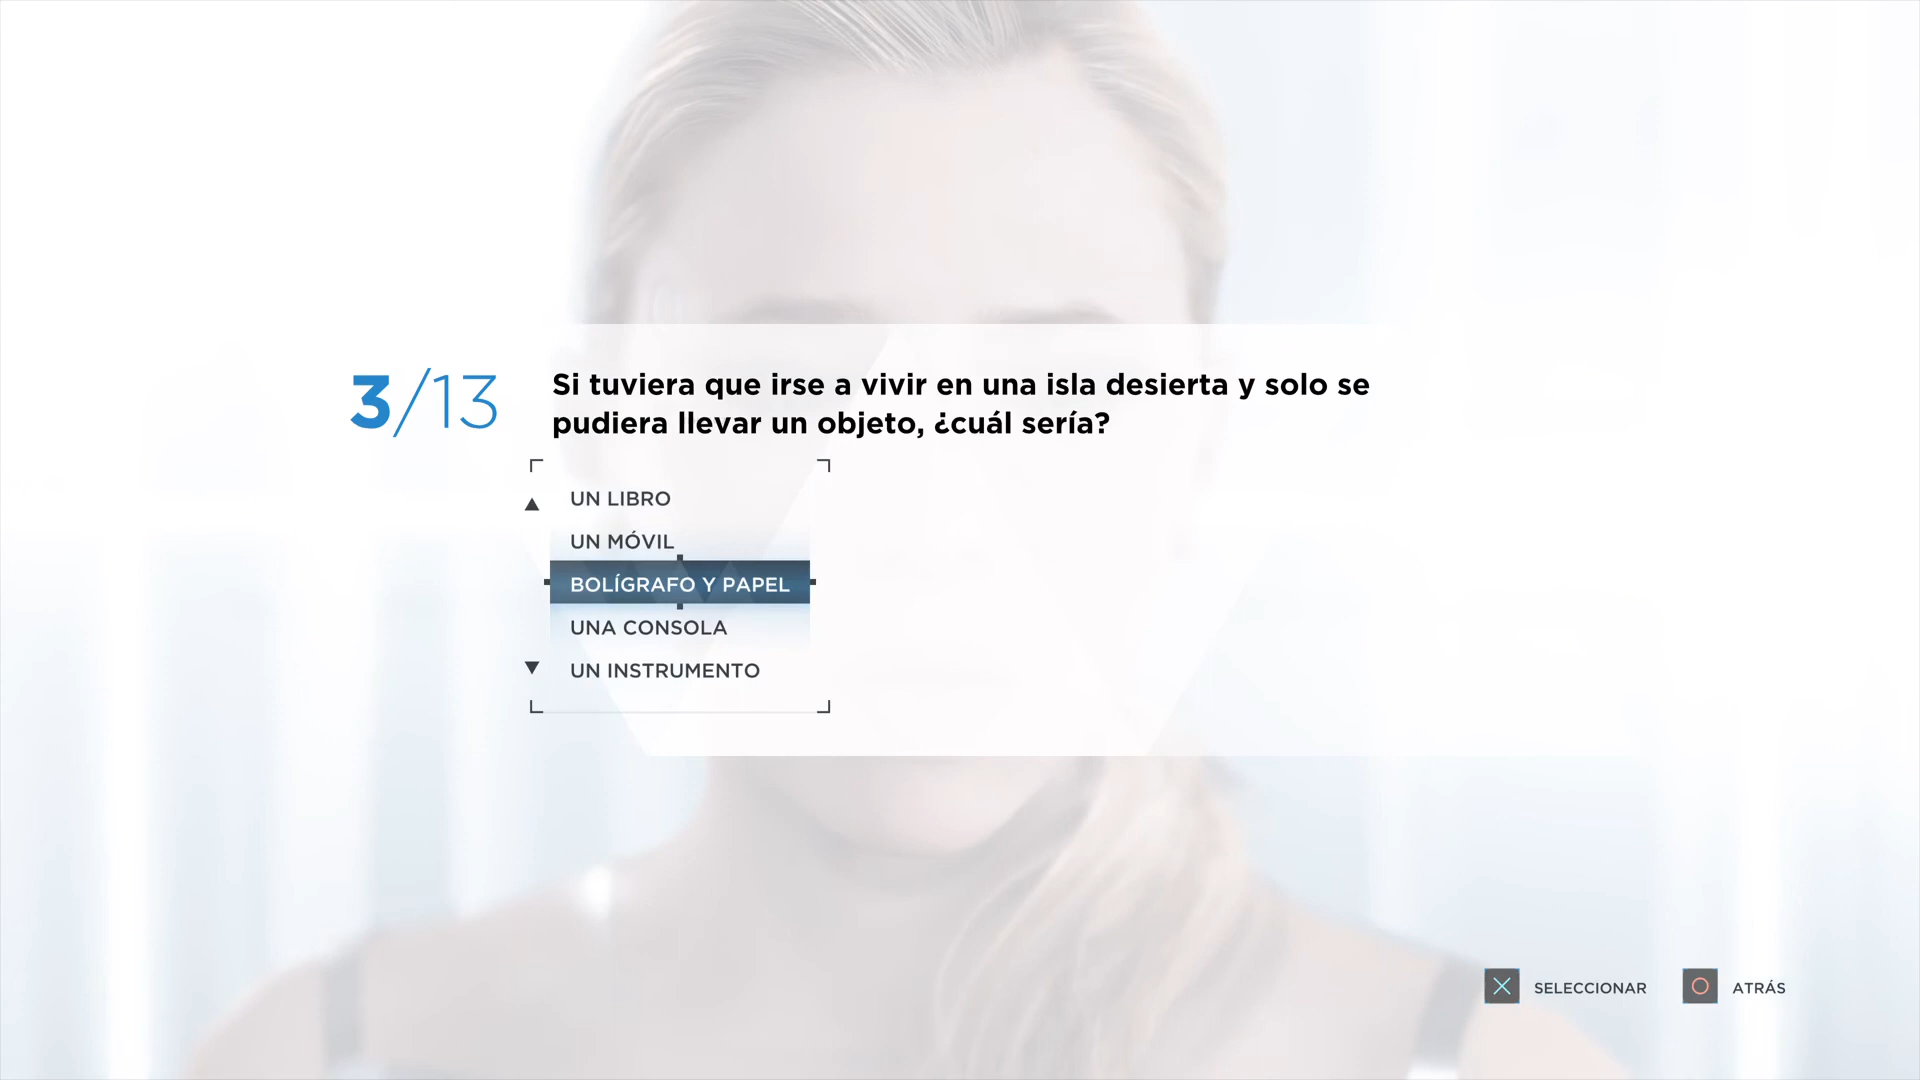 3/13
Si tuviera que irse a vivir en una isla desierta y solo se
pudiera llevar un objeto, ¿cuál sería?
UN LIBRO
UN MÓVIL
BOLÍGRAFO Y PAPEL
UNA CONSOLA
UN INSTRUMENTO
SELECCIONAR ATRÁS